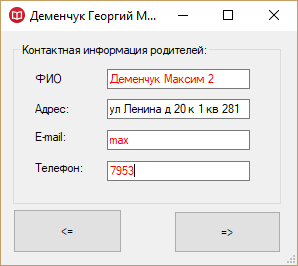 Деменчук Георгий М...
Контактная информация родителей:
ФИО Деменчук Максим 2
Адрес: ул Ленина д 20 к 1 кв 281
E-mail: max
Телефон: 7953
<= =>